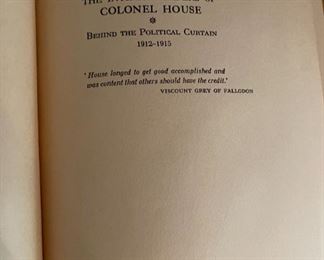 COLONEL HOUSE
*
BEHIND THE POLITICAL CURTAIN
1912–1915
'House longed to get good accomplished and
was content that others should have the credit.'
VISCOUNT GREY OF FALLODON